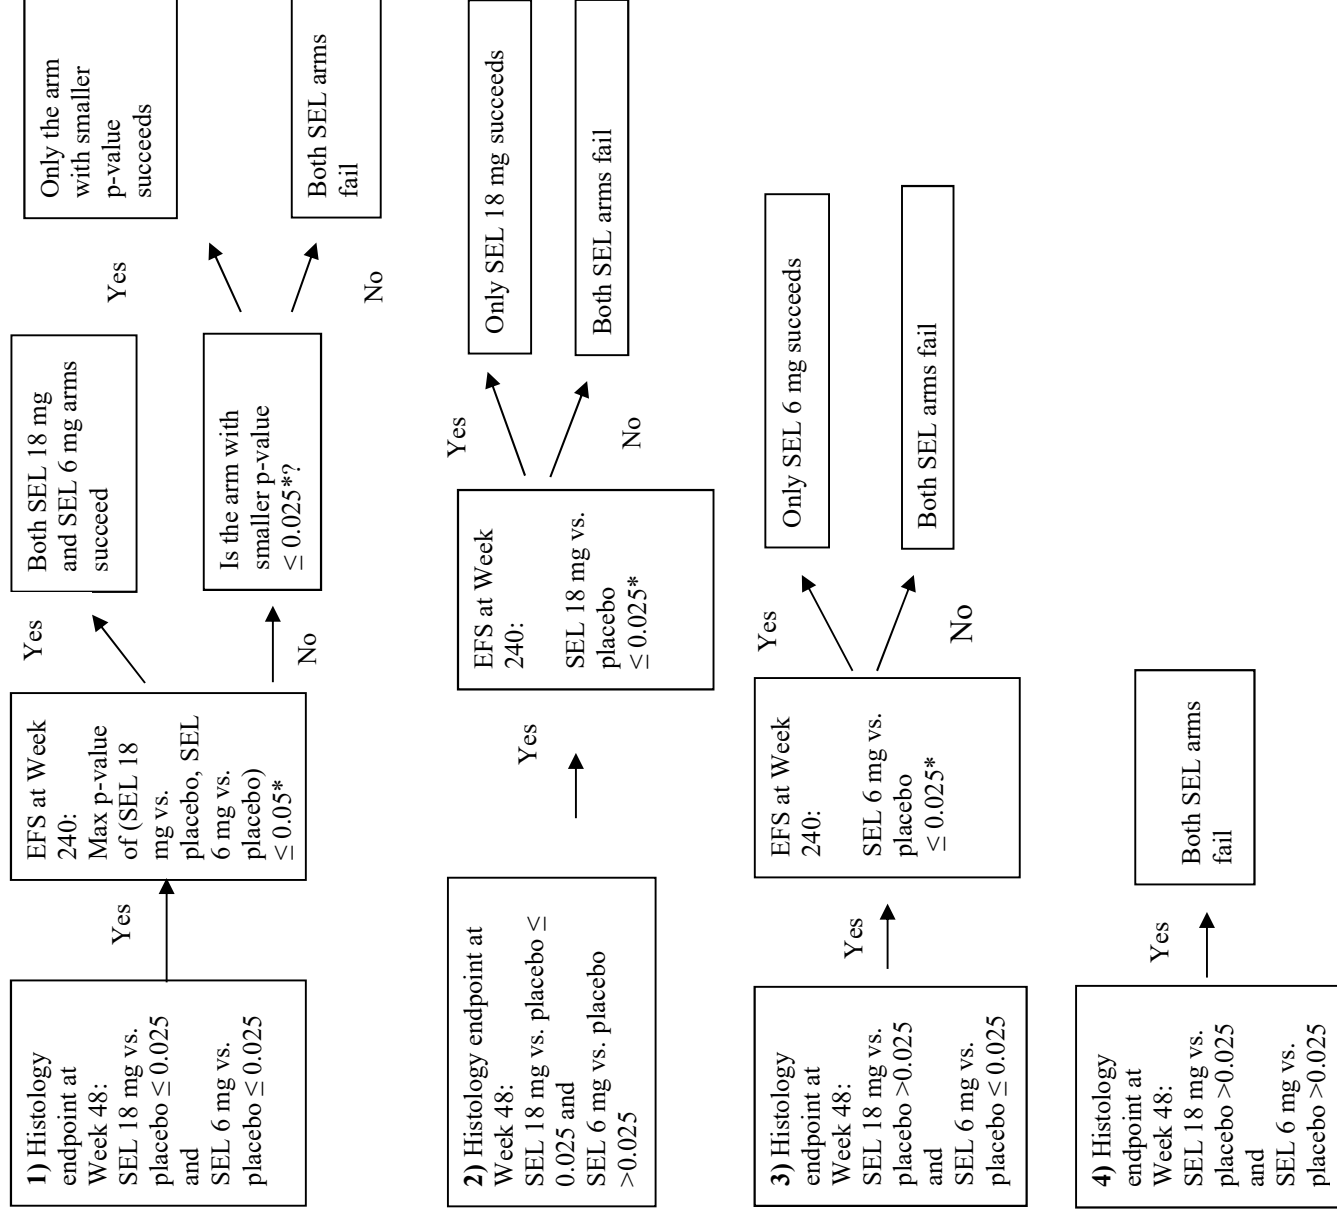 1) Histology
endpoint at
Week 48:
SEL 18 mg vs.
placebo ≤ 0.025
and
SEL 6 mg vs.
placebo ≤ 0.025
Yes
EFS at Week
240:
Max p-value
of (SEL 18
mg vs.
placebo, SEL
6 mg vs.
placebo)
≤ 0.05*
Yes
No
Both SEL 18 mg
and SEL 6 mg arms
succeed
Is the arm with
smaller p-value
≤ 0.025*?
Yes
No
Only the arm
with smaller
p-value
succeeds
Both SEL arms
fail
2) Histology endpoint at
Week 48:
SEL 18 mg vs. placebo ≤
0.025 and
SEL 6 mg vs. placebo
>0.025
Yes
EFS at Week
240:
SEL 18 mg vs.
placebo
≤ 0.025*
Yes
No
Only SEL 18 mg succeeds
Both SEL arms fail
3) Histology
endpoint at
Week 48:
SEL 18 mg vs.
placebo >0.025
and
SEL 6 mg vs.
placebo ≤ 0.025
Yes
EFS at Week
240:
SEL 6 mg vs.
placebo
≤ 0.025*
Yes
No
Only SEL 6 mg succeeds
Both SEL arms fail
4) Histology
endpoint at
Week 48:
SEL 18 mg vs.
placebo >0.025
and
SEL 6 mg vs.
placebo >0.025
Yes
Both SEL arms
fail